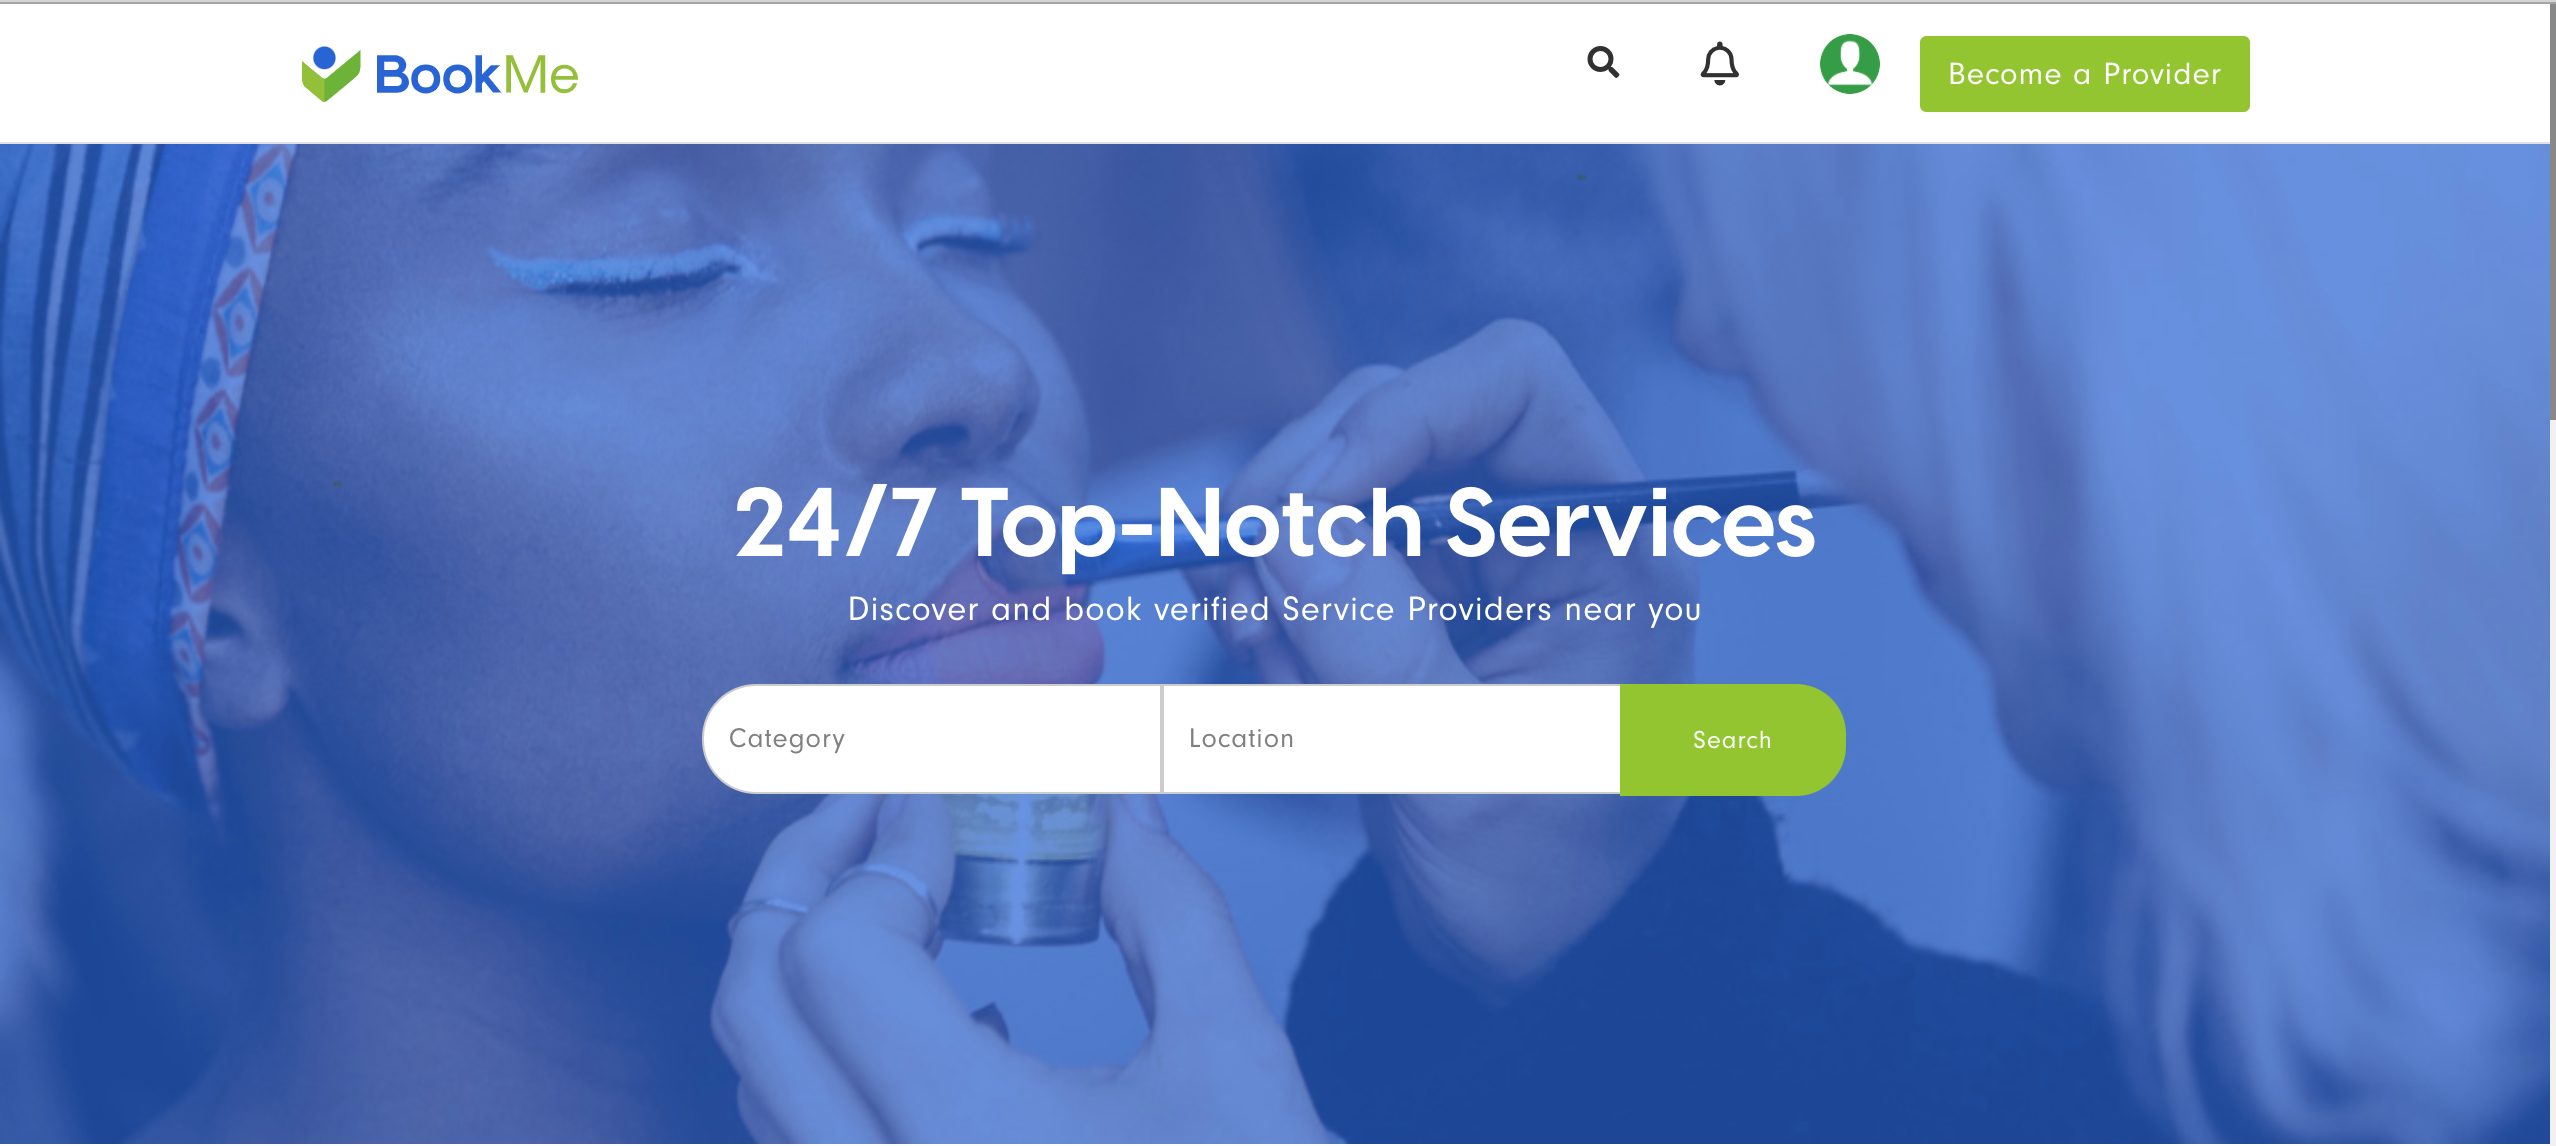 BookMe
Become a Provider
24/7 Top-Notch Services
Discover and book verified Service Providers near you
Category
Location
Search